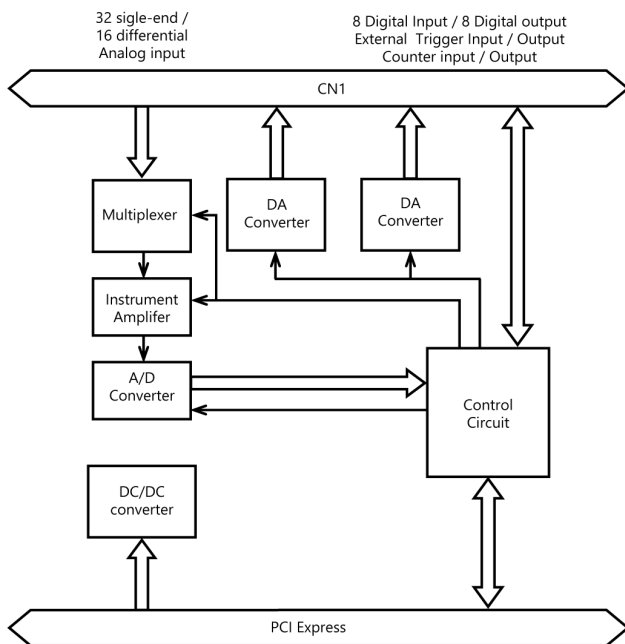 32 sigle-end /
16 differential
Analog input
8 Digital Input / 8 Digital output
External Trigger Input / Output
Counter input / Output
CN1
Multiplexer
DA
Converter
DA
Converter
Instrument
Amplifer
A/D
Converter
Control
Circuit
DC/DC
converter
PCI Express